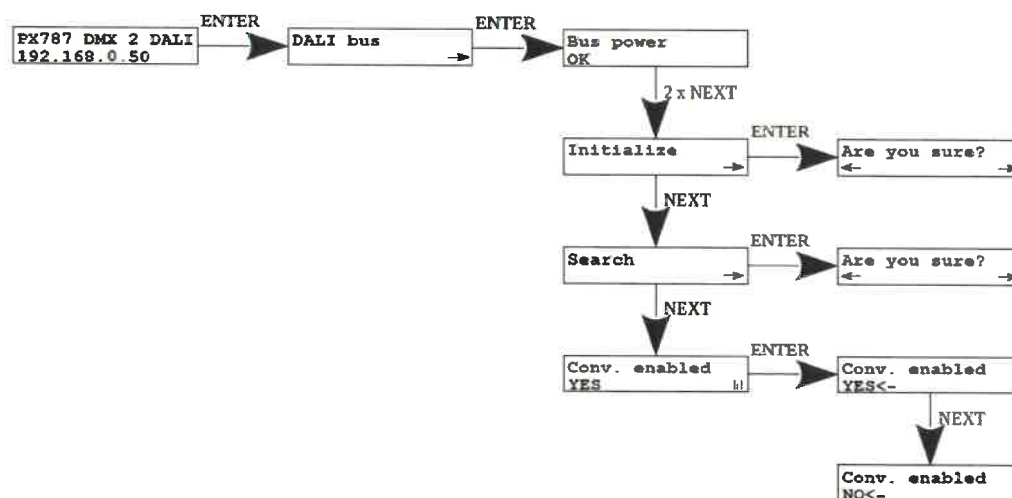 ENTER
PX787 DMX 2 DALI
192.168.0.50
DALI bus
→
ENTER
Bus power
OK
2 x NEXT
Initialize
→
ENTER
Are you sure?
← →
NEXT
Search
→
ENTER
Are you sure?
← →
NEXT
Conv. enabled
YES
ENTER
Conv. enabled
YES<-
NEXT
Conv. enabled
NO<-